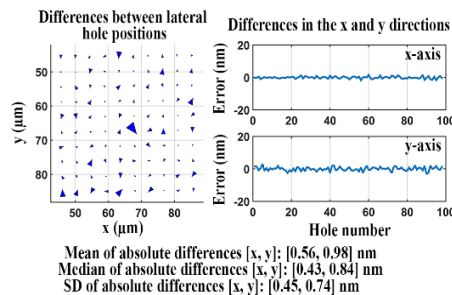 Differences between lateral
hole positions
y (μm)
50
60
70
80
50 60 70 80
x (μm)
Differences in the x and y directions
Error (nm)
20
0
-20
x-axis
0 20 40 60 80 100
Error (nm)
20
0
-20
y-axis
0 20 40 60 80 100
Hole number
Mean of absolute differences [x, y]: [0.56, 0.98] nm
Median of absolute differences [x, y]: [0.43, 0.84] nm
SD of absolute differences [x, y]: [0.45, 0.74] nm